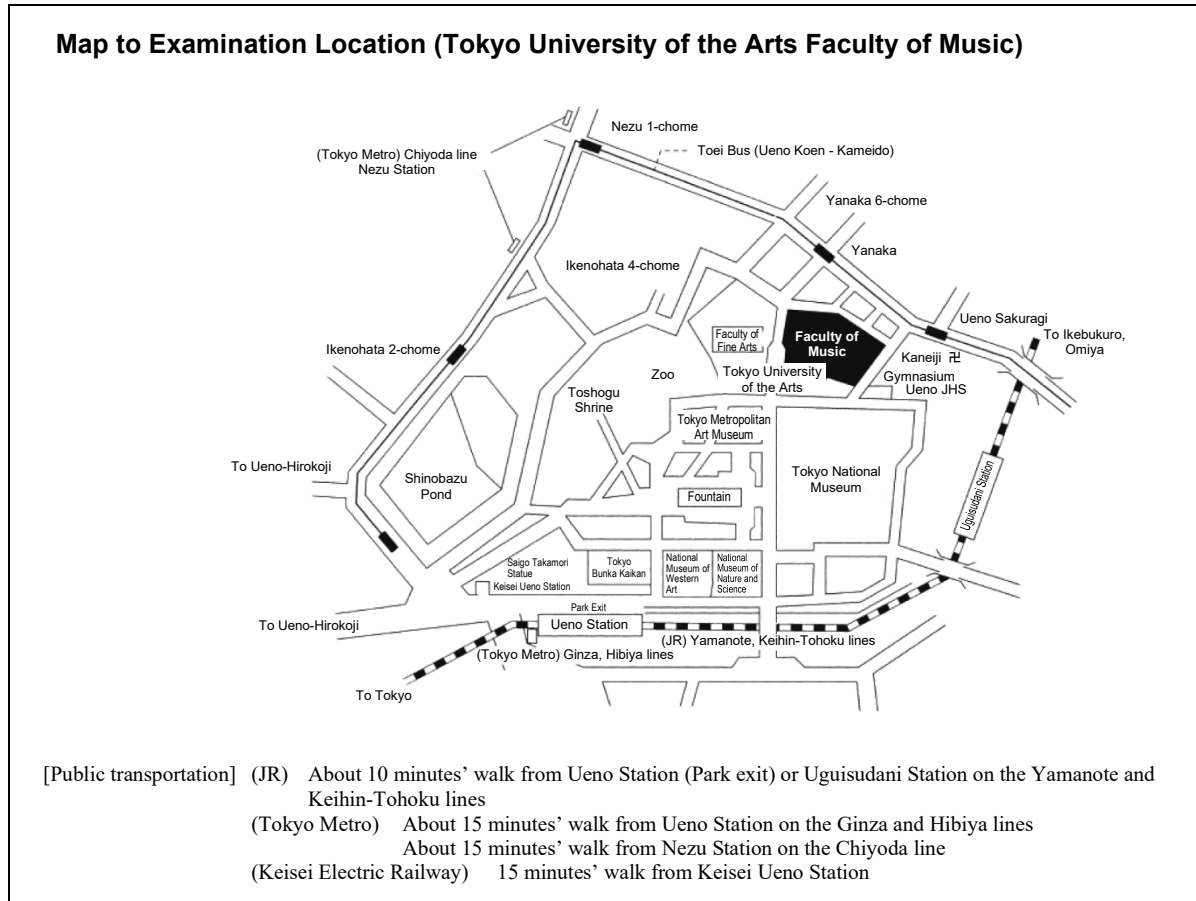 Map to Examination Location (Tokyo University of the Arts Faculty of Music)
Nezu 1-chome
(Tokyo Metro) Chiyoda line
Nezu Station
Toei Bus (Ueno Koen - Kameido)
Yanaka 6-chome
Yanaka
Ikenohata 4-chome
Ueno Sakuragi
To Ikebukuro,
Omiya
Faculty of
Fine Arts
Faculty of
Music
Ikenohata 2-chome
Kaneiji 卍
Gymnasium
Ueno JHS
Zoo
Tokyo University
of the Arts
Toshogu
Shrine
Tokyo Metropolitan
Art Museum
To Ueno-Hirokoji
Shinobazu
Pond
Tokyo National
Museum
Uguisudani Station
Fountain
Saigo Takamori
Statue
Keisei Ueno Station
Tokyo
Bunka Kaikan
National
Museum of
Western
Art
National
Museum of
Nature and
Science
Park Exit
To Ueno-Hirokoji
Ueno Station
(JR) Yamanote, Keihin-Tohoku lines
(Tokyo Metro) Ginza, Hibiya lines
To Tokyo
[Public transportation] (JR) About 10 minutes’ walk from Ueno Station (Park exit) or Uguisudani Station on the Yamanote and
Keihin-Tohoku lines
(Tokyo Metro) About 15 minutes’ walk from Ueno Station on the Ginza and Hibiya lines
About 15 minutes’ walk from Nezu Station on the Chiyoda line
(Keisei Electric Railway) 15 minutes’ walk from Keisei Ueno Station